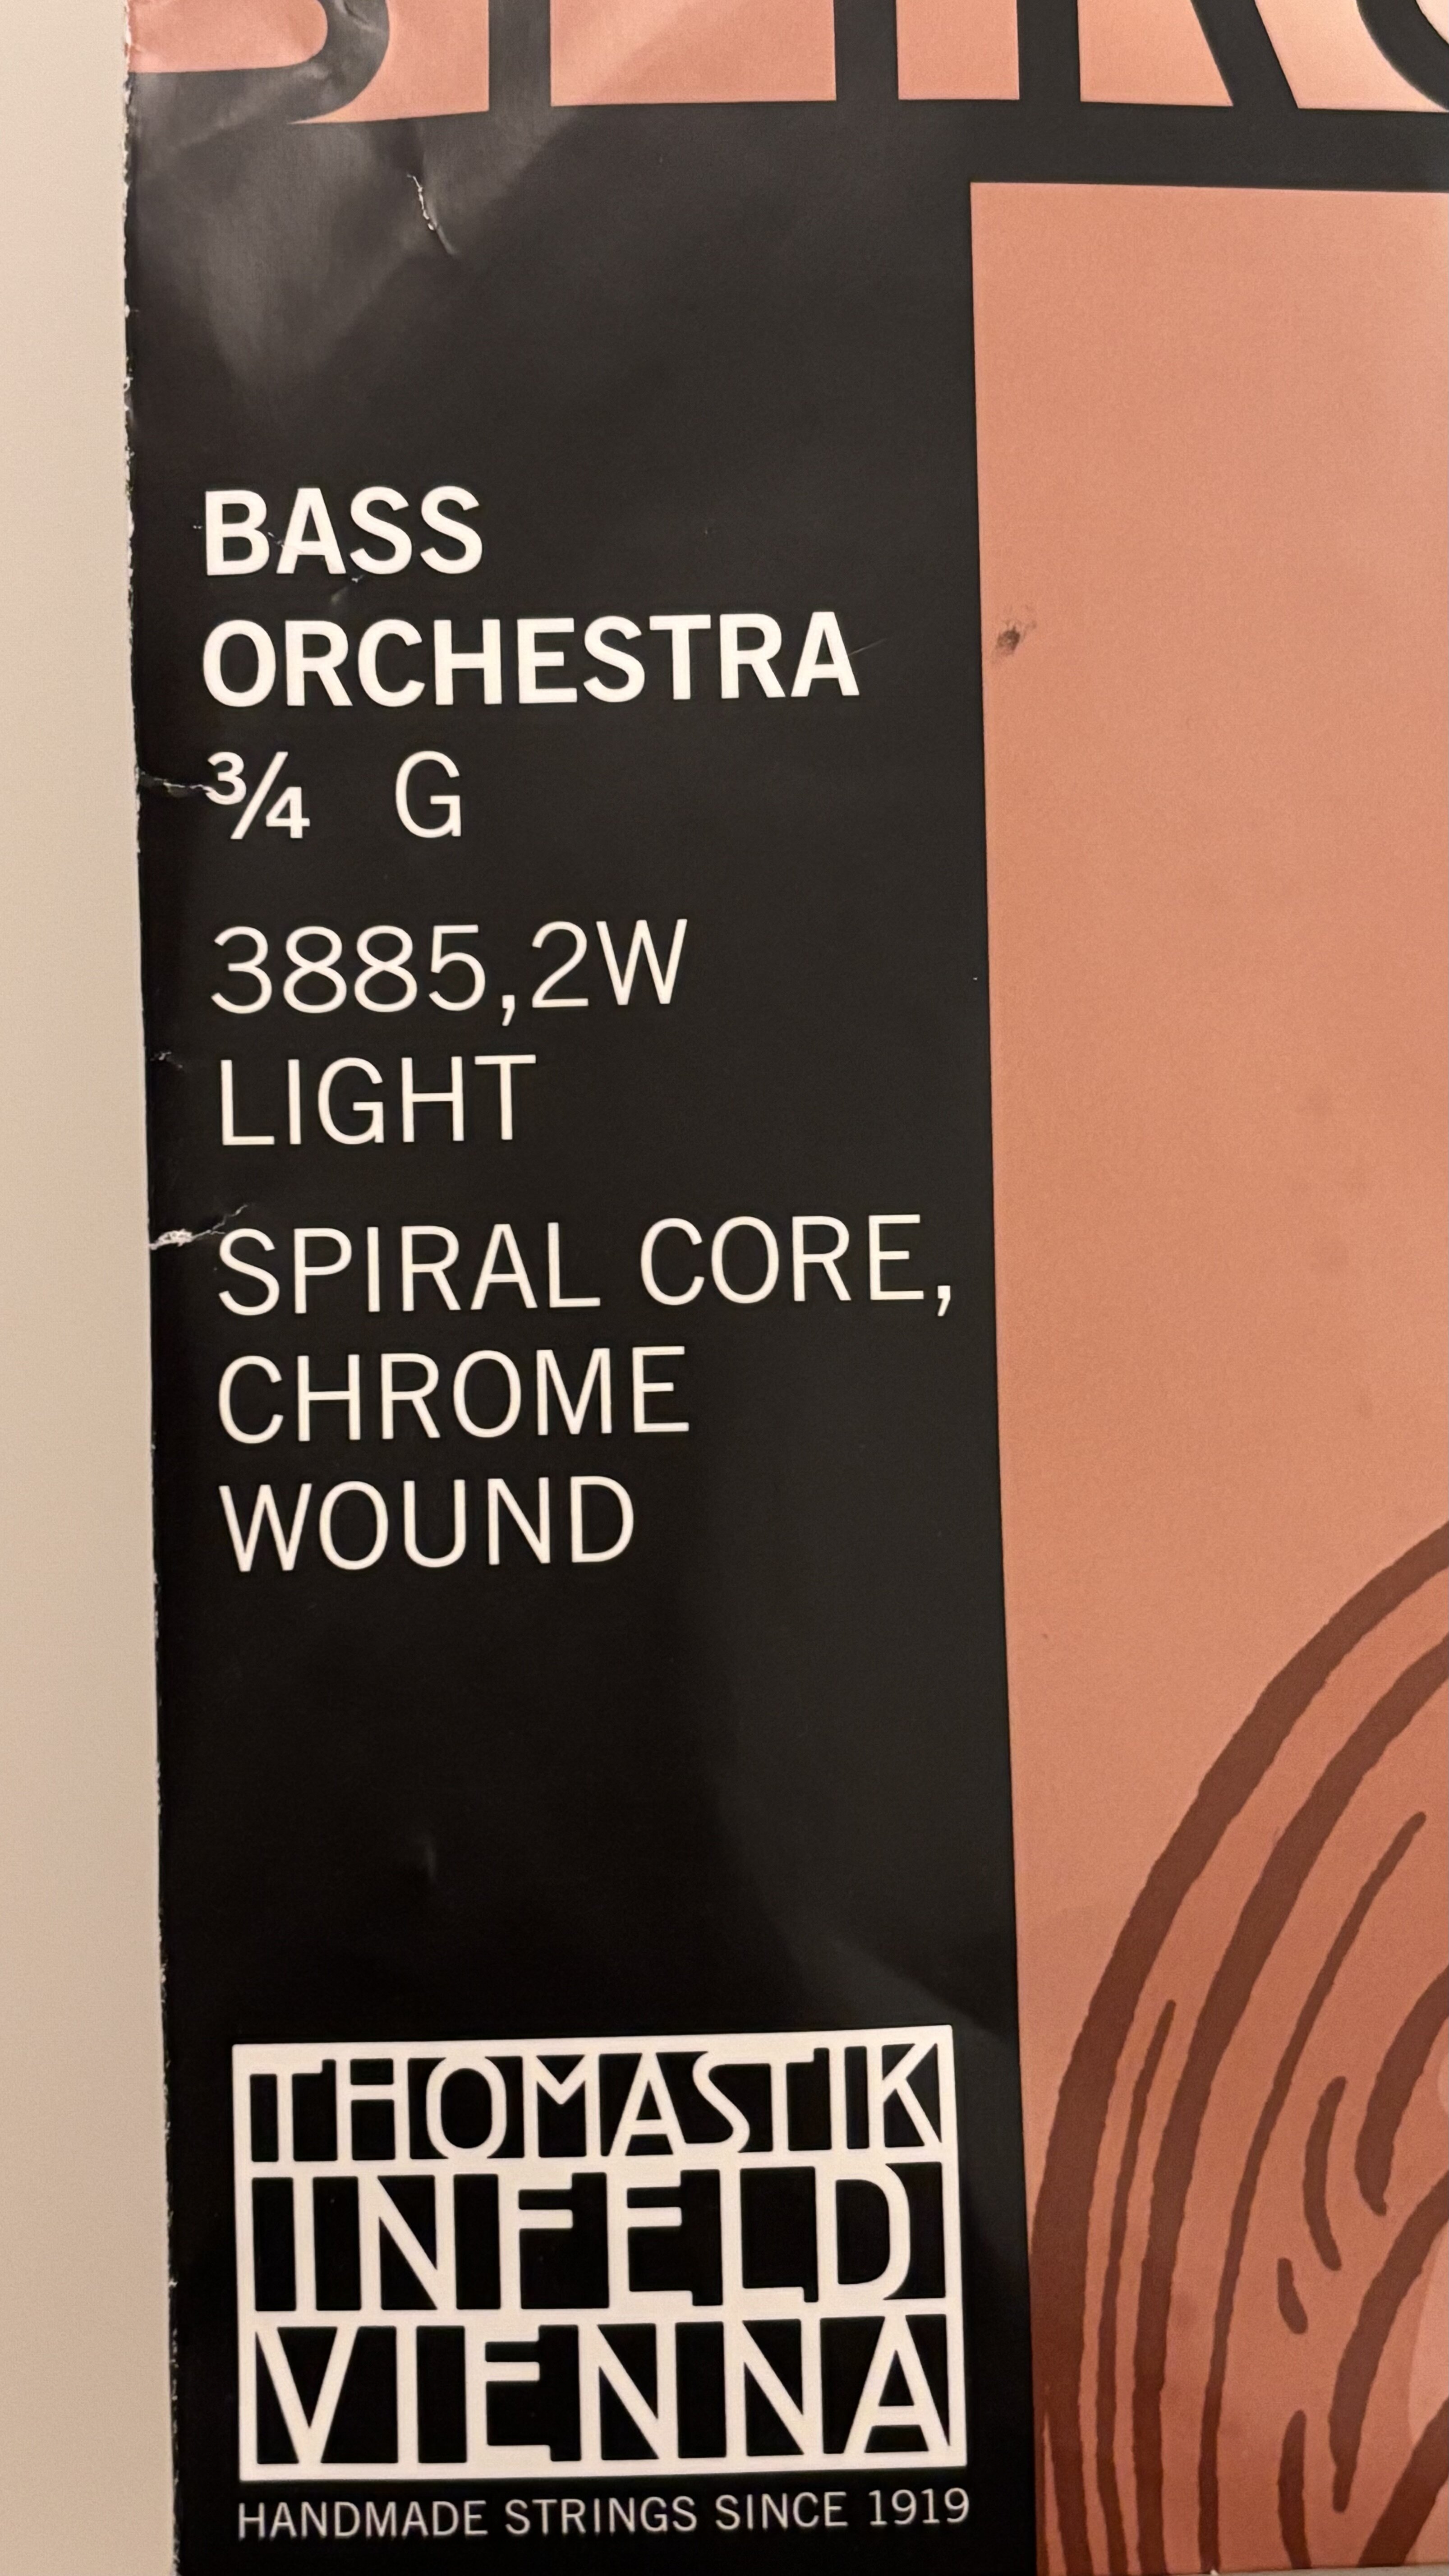 BASS
ORCHESTRA
¾ G
3885,2W
LIGHT
SPIRAL CORE,
CHROME
WOUND
THOMASTIK
INFELD
VIENNA
HANDMADE STRINGS SINCE 1919